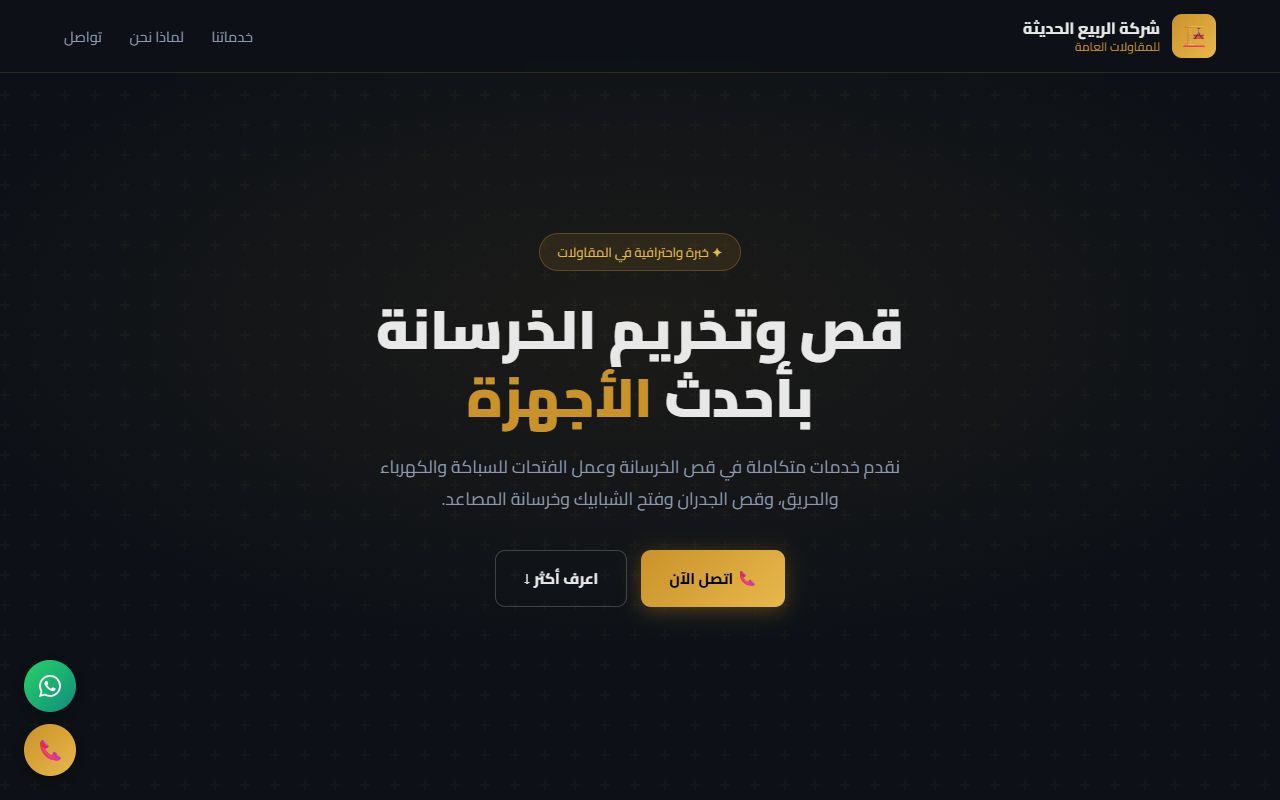 شركة الربيع الحديثة
للمقاولات العامة
خدماتنا
لماذا نحن
تواصل
✦ خبرة واحترافية في المقاولات
قص وتخريم الخرسانة
بأحدث الأجهزة
نقدم خدمات متكاملة في قص الخرسانة وعمل الفتحات للسباكة والكهرباء
والحريق، وقص الجدران وفتح الشبابيك وخرسانة المصاعد.
اتصل الآن
اعرف أكثر ↓